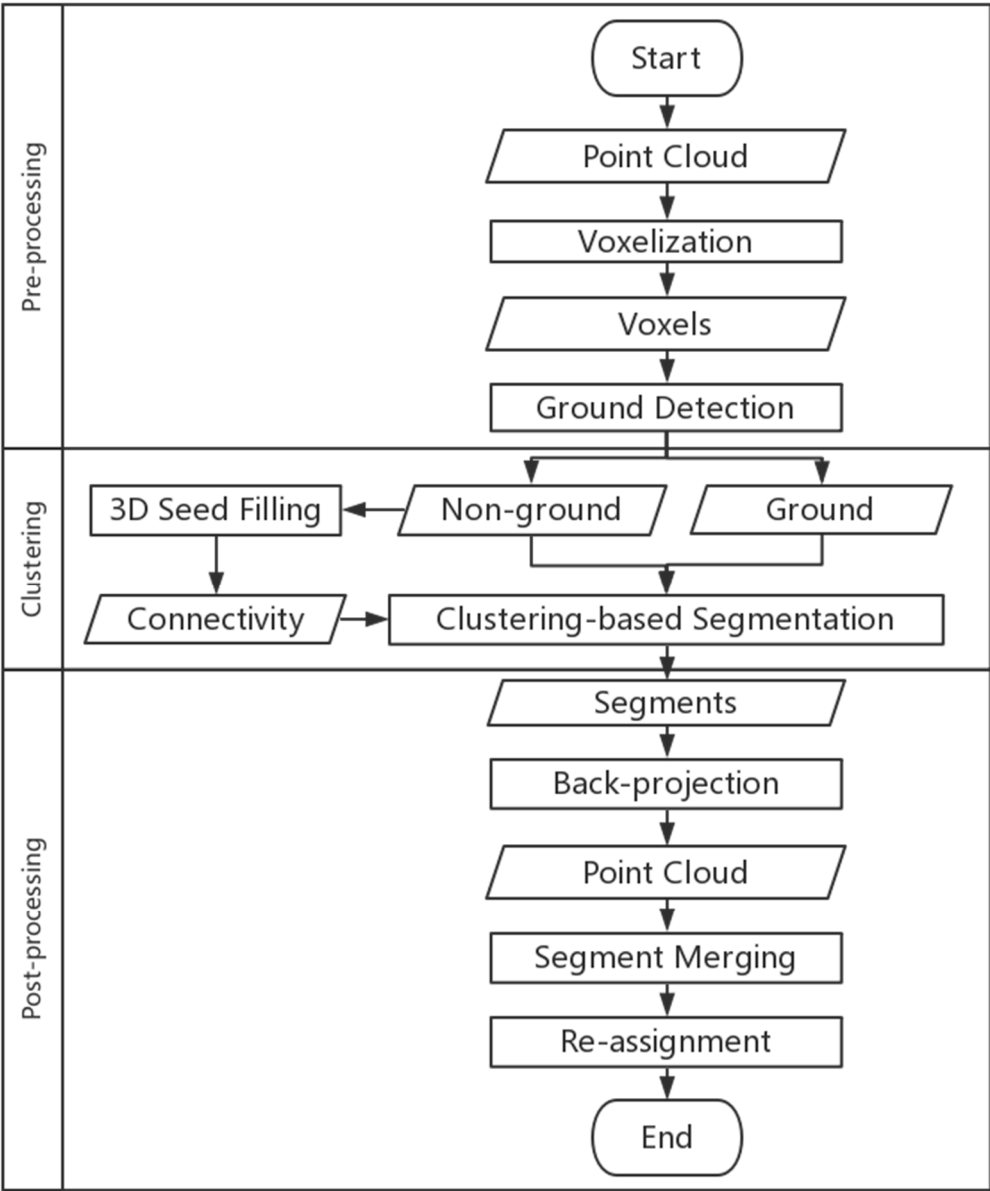 Pre-processing
Start
Point Cloud
Voxelization
Voxels
Ground Detection
Clustering
3D Seed Filling
Non-ground
Ground
Connectivity
Clustering-based Segmentation
Post-processing
Segments
Back-projection
Point Cloud
Segment Merging
Re-assignment
End